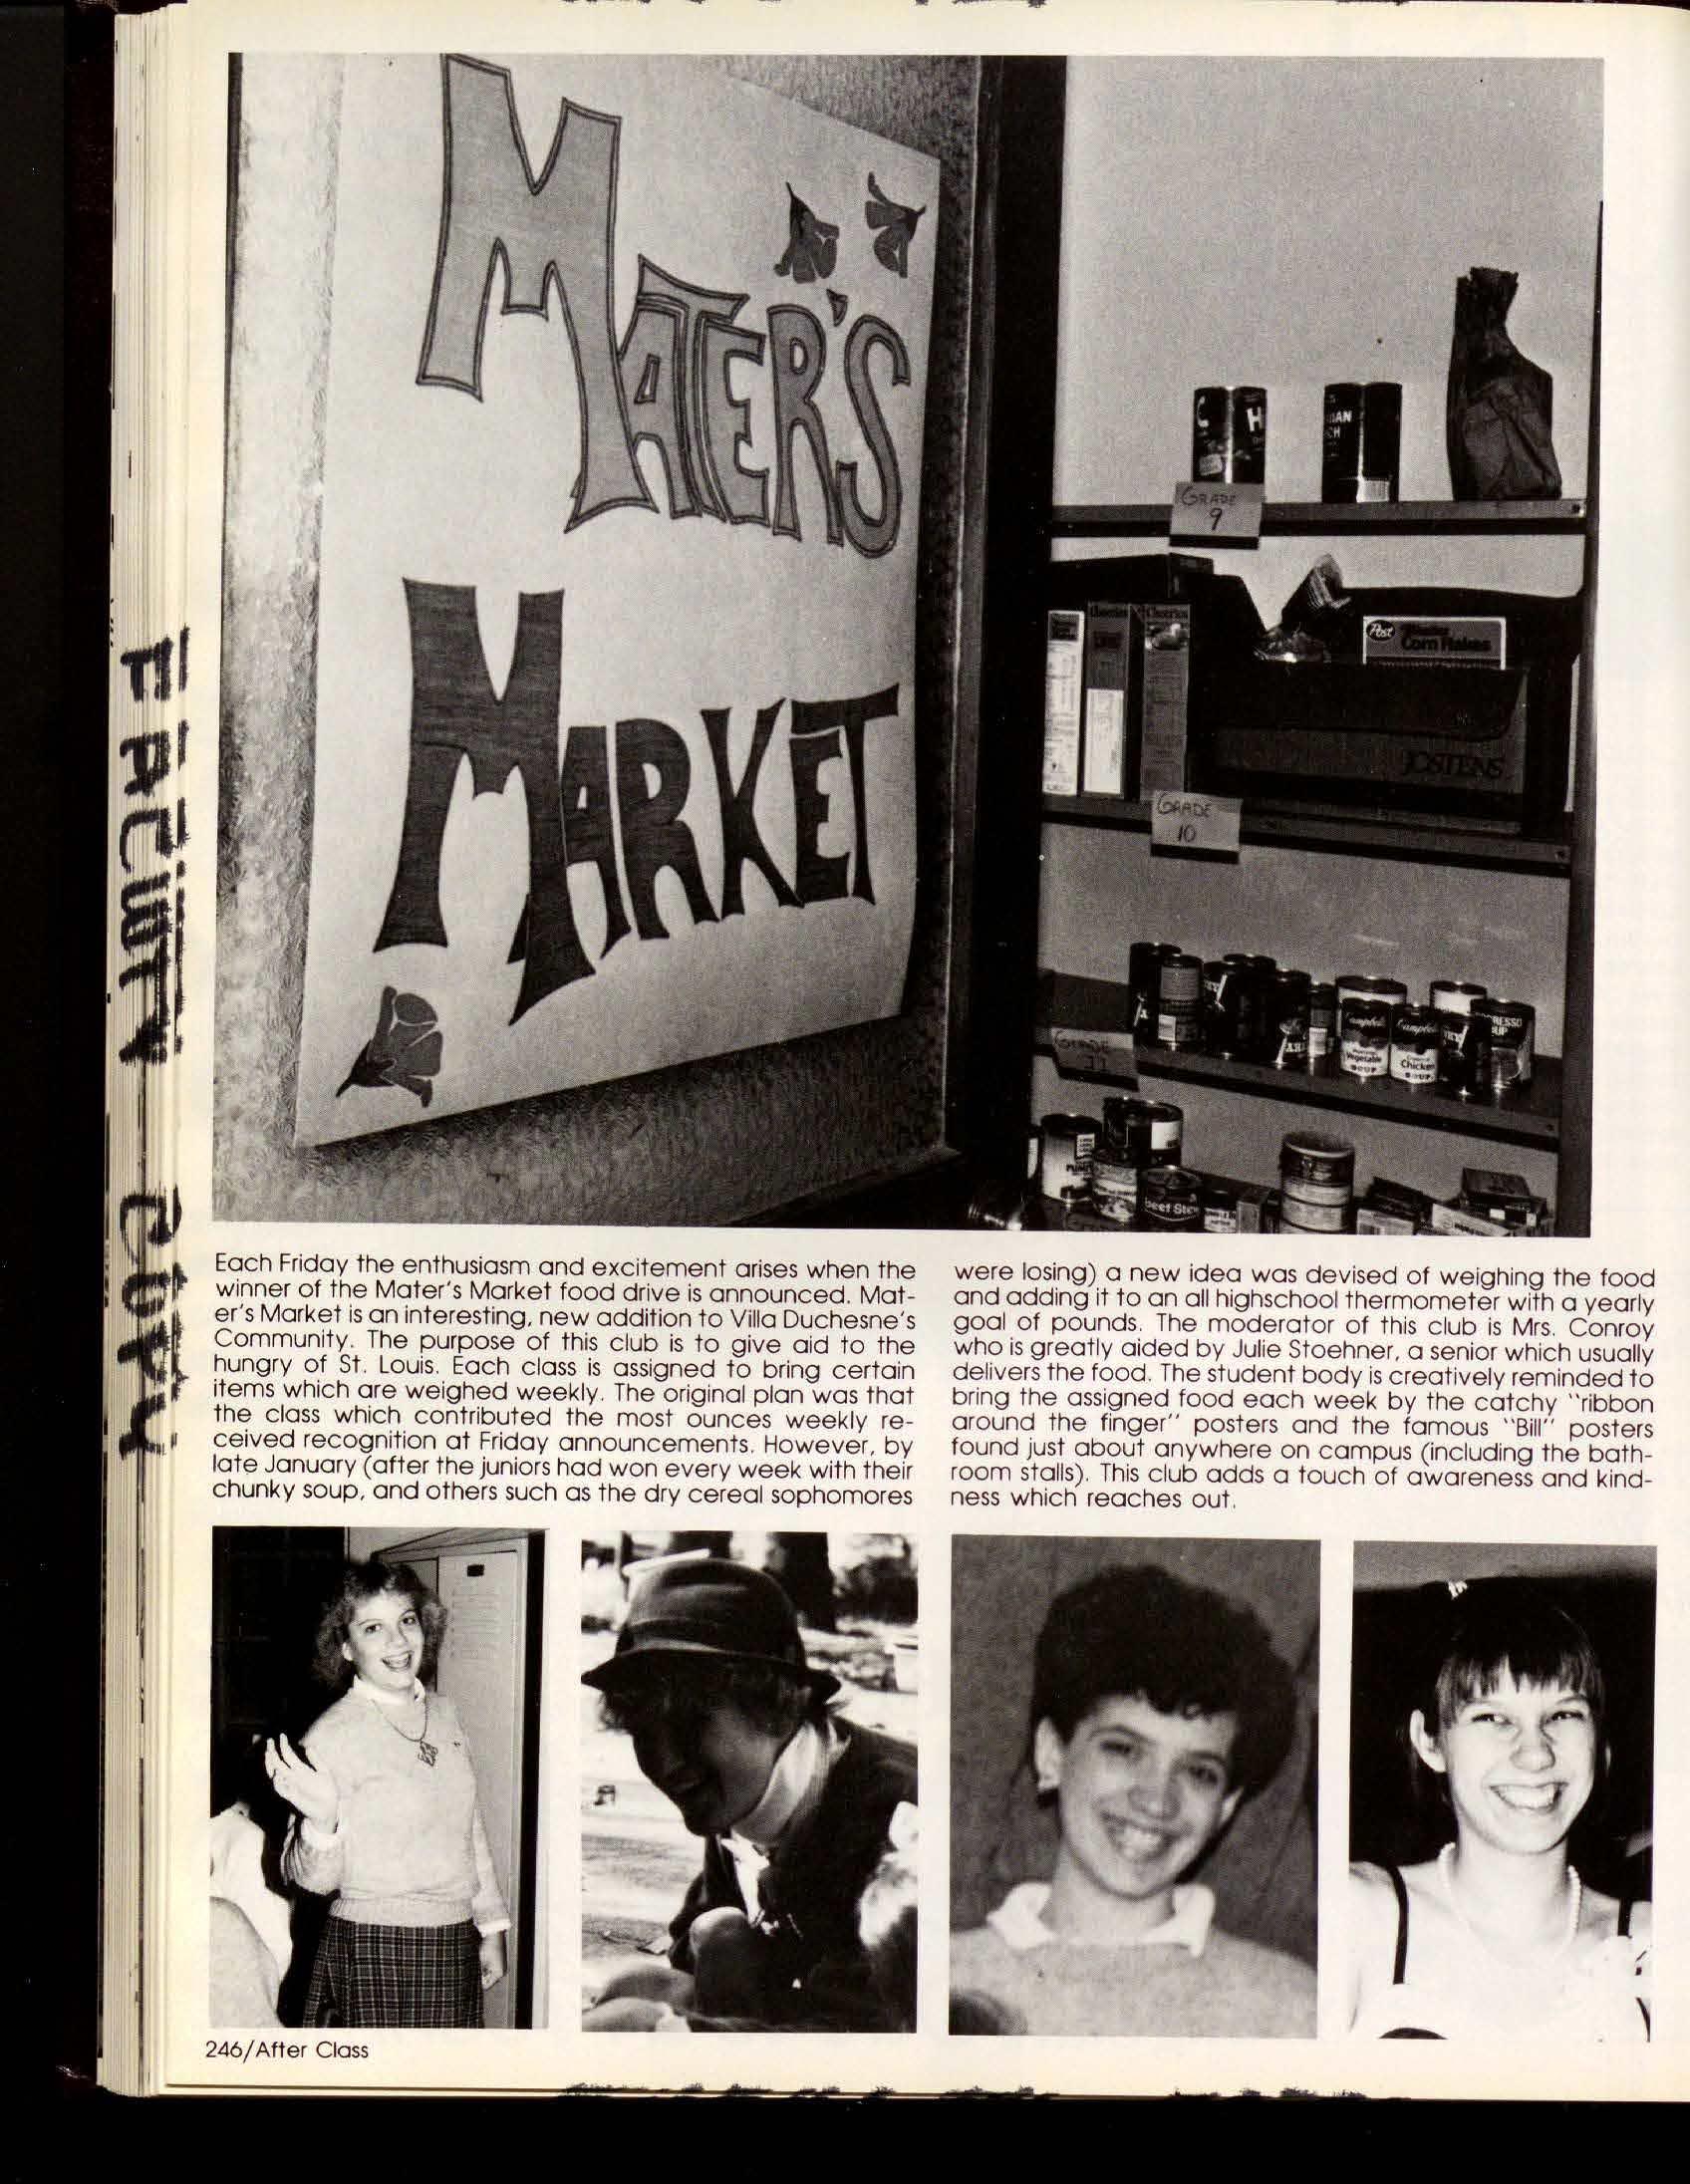 FACULTY COPY
MATER'S
MARKET
GRADE
9
Post
Corn Flakes
JOSTENS
GRADE
10
GRADE
11
Campbell's
Vegetable
SOUP
Campbell's
Chicken
SOUP
Beef Stew
Each Friday the enthusiasm and excitement arises when the
winner of the Mater's Market food drive is announced. Mat-
er's Market is an interesting, new addition to Villa Duchesne's
Community. The purpose of this club is to give aid to the
hungry of St. Louis. Each class is assigned to bring certain
items which are weighed weekly. The original plan was that
the class which contributed the most ounces weekly re-
ceived recognition at Friday announcements. However, by
late January (after the juniors had won every week with their
chunky soup, and others such as the dry cereal sophomores
were losing) a new idea was devised of weighing the food
and adding it to an all highschool thermometer with a yearly
goal of pounds. The moderator of this club is Mrs. Conroy
who is greatly aided by Julie Stoehner, a senior which usually
delivers the food. The student body is creatively reminded to
bring the assigned food each week by the catchy "ribbon
around the finger" posters and the famous "Bill" posters
found just about anywhere on campus (including the bath-
room stalls). This club adds a touch of awareness and kind-
ness which reaches out.
246/After Class